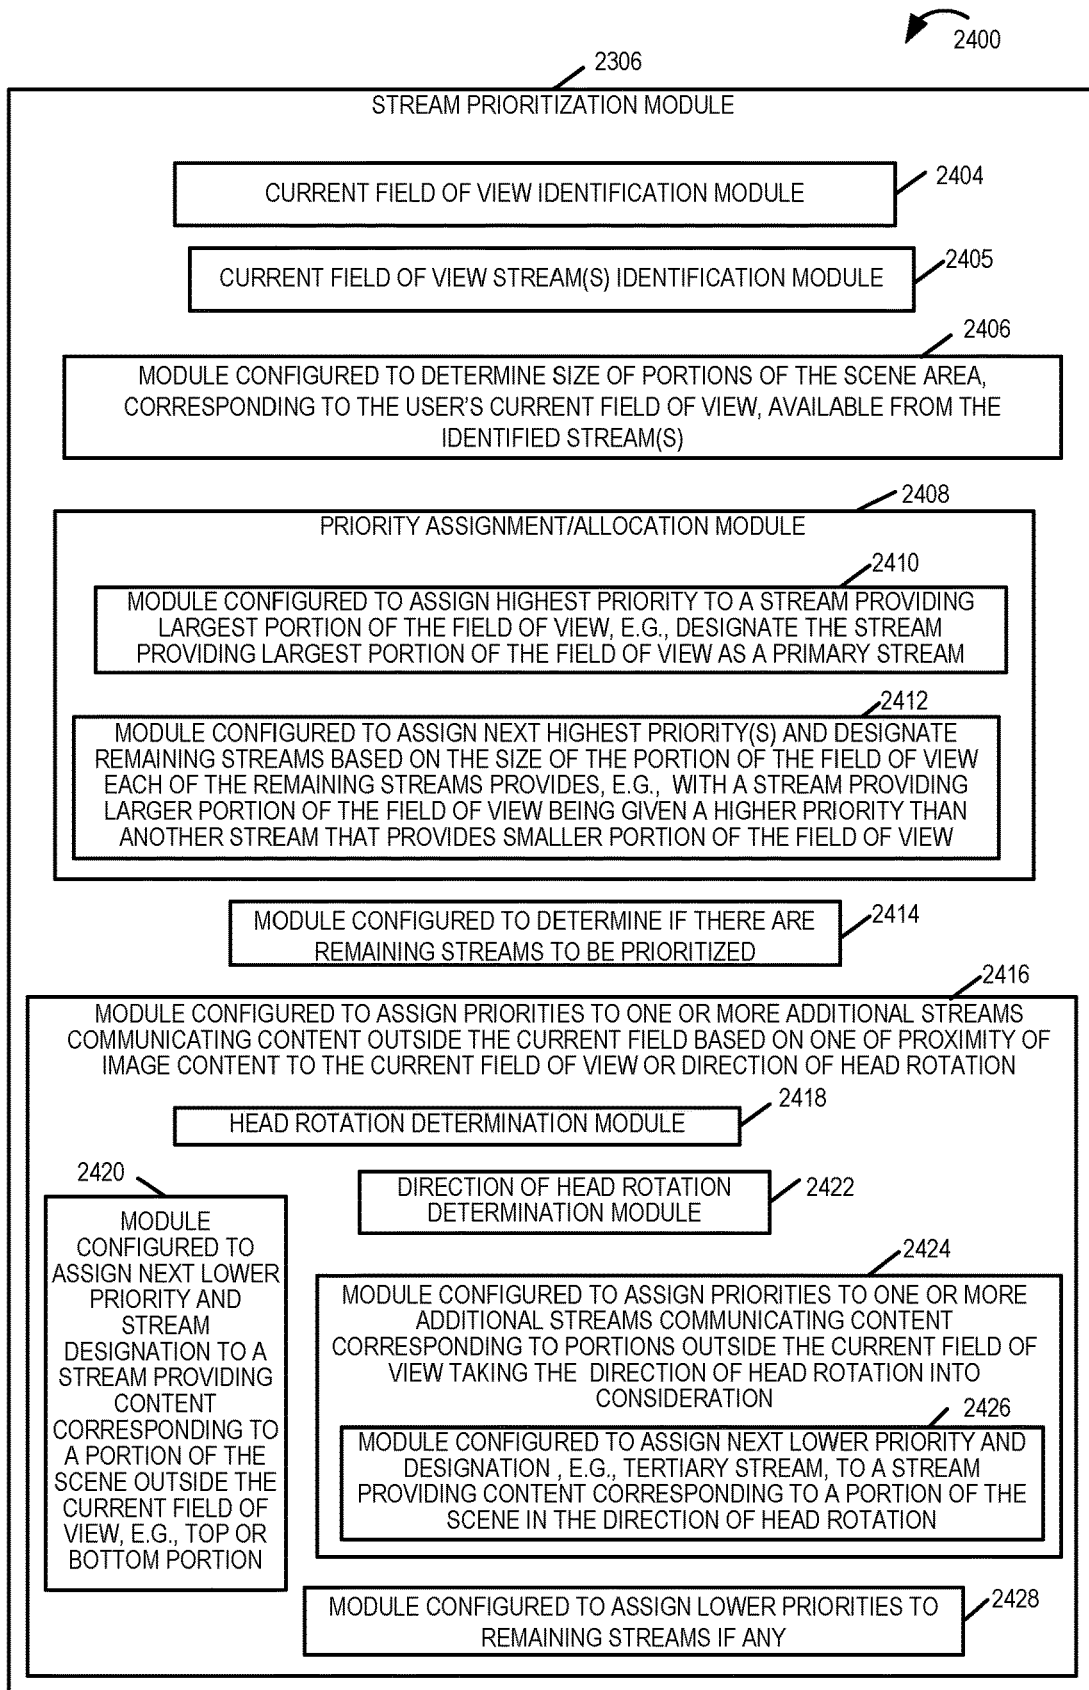 2400
2306
STREAM PRIORITIZATION MODULE
2404
CURRENT FIELD OF VIEW IDENTIFICATION MODULE
2405
CURRENT FIELD OF VIEW STREAM(S) IDENTIFICATION MODULE
2406
MODULE CONFIGURED TO DETERMINE SIZE OF PORTIONS OF THE SCENE AREA,
CORRESPONDING TO THE USER'S CURRENT FIELD OF VIEW, AVAILABLE FROM THE
IDENTIFIED STREAM(S)
2408
PRIORITY ASSIGNMENT/ALLOCATION MODULE
2410
MODULE CONFIGURED TO ASSIGN HIGHEST PRIORITY TO A STREAM PROVIDING
LARGEST PORTION OF THE FIELD OF VIEW, E.G., DESIGNATE THE STREAM
PROVIDING LARGEST PORTION OF THE FIELD OF VIEW AS A PRIMARY STREAM
2412
MODULE CONFIGURED TO ASSIGN NEXT HIGHEST PRIORITY(S) AND DESIGNATE
REMAINING STREAMS BASED ON THE SIZE OF THE PORTION OF THE FIELD OF VIEW
EACH OF THE REMAINING STREAMS PROVIDES, E.G., WITH A STREAM PROVIDING
LARGER PORTION OF THE FIELD OF VIEW BEING GIVEN A HIGHER PRIORITY THAN
ANOTHER STREAM THAT PROVIDES SMALLER PORTION OF THE FIELD OF VIEW
2414
MODULE CONFIGURED TO DETERMINE IF THERE ARE
REMAINING STREAMS TO BE PRIORITIZED
2416
MODULE CONFIGURED TO ASSIGN PRIORITIES TO ONE OR MORE ADDITIONAL STREAMS
COMMUNICATING CONTENT OUTSIDE THE CURRENT FIELD BASED ON ONE OF PROXIMITY OF
IMAGE CONTENT TO THE CURRENT FIELD OF VIEW OR DIRECTION OF HEAD ROTATION
2418
HEAD ROTATION DETERMINATION MODULE
2420
MODULE
CONFIGURED TO
ASSIGN NEXT LOWER
PRIORITY AND
STREAM
DESIGNATION TO A
STREAM PROVIDING
CONTENT
CORRESPONDING TO
A PORTION OF THE
SCENE OUTSIDE THE
CURRENT FIELD OF
VIEW, E.G., TOP OR
BOTTOM PORTION
2422
DIRECTION OF HEAD ROTATION
DETERMINATION MODULE
2424
MODULE CONFIGURED TO ASSIGN PRIORITIES TO ONE OR MORE
ADDITIONAL STREAMS COMMUNICATING CONTENT
CORRESPONDING TO PORTIONS OUTSIDE THE CURRENT FIELD OF
VIEW TAKING THE DIRECTION OF HEAD ROTATION INTO
CONSIDERATION
2426
MODULE CONFIGURED TO ASSIGN NEXT LOWER PRIORITY AND
DESIGNATION , E.G., TERTIARY STREAM, TO A STREAM
PROVIDING CONTENT CORRESPONDING TO A PORTION OF THE
SCENE IN THE DIRECTION OF HEAD ROTATION
2428
MODULE CONFIGURED TO ASSIGN LOWER PRIORITIES TO
REMAINING STREAMS IF ANY